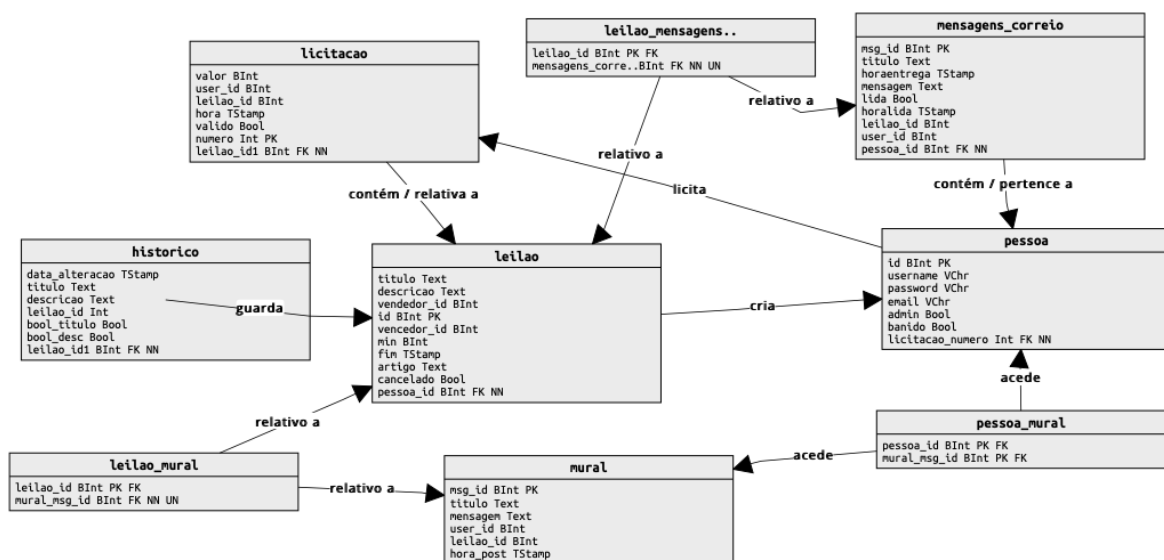 leilao_mensagens..
leilao_id BInt PK FK
mensagens_corre..BInt FK NN UN
mensagens_correio
msg_id BInt PK
titulo Text
horaentrega TStamp
mensagem Text
lida Bool
horalida TStamp
leilao_id BInt
user_id BInt
pessoa_id BInt FK NN
licitacao
valor BInt
user_id BInt
leilao_id BInt
hora TStamp
valido Bool
numero Int PK
leilao_id1 BInt FK NN
relativo a
relativo a
contém / relativa a
licita
contém / pertence a
historico
data_alteracao TStamp
titulo Text
descricao Text
leilao_id Int
bool_titulo Bool
bool_desc Bool
leilao_id1 BInt FK NN
guarda
leilao
titulo Text
descricao Text
vendedor_id BInt
id BInt PK
vencedor_id BInt
min BInt
fim TStamp
artigo Text
cancelado Bool
pessoa_id BInt FK NN
cria
pessoa
id BInt PK
username VChr
password VChr
email VChr
admin Bool
banido Bool
licitacao_numero Int FK NN
acede
relativo a
pessoa_mural
pessoa_id BInt PK FK
mural_msg_id BInt PK FK
leilao_mural
leilao_id BInt PK FK
mural_msg_id BInt FK NN UN
relativo a
acede
mural
msg_id BInt PK
titulo Text
mensagem Text
user_id BInt
leilao_id BInt
hora_post TStamp